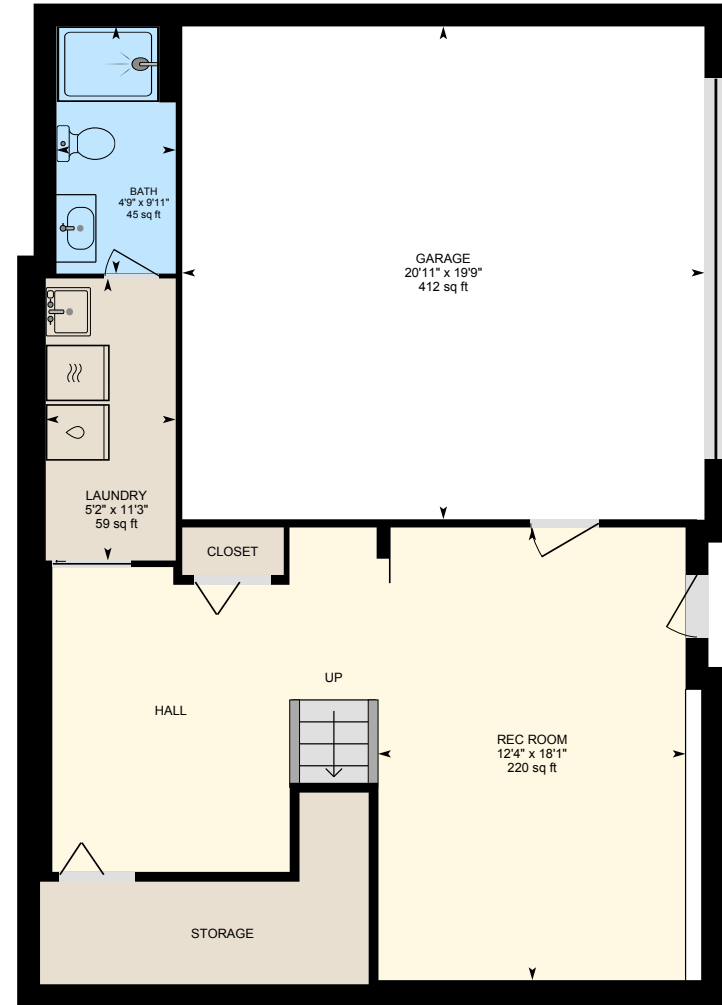 BATH
4'9" x 9'11"
45 sq ft
GARAGE
20'11" x 19'9"
412 sq ft
LAUNDRY
5'2" x 11'3"
59 sq ft
CLOSET
UP
HALL
REC ROOM
12'4" x 18'1"
220 sq ft
STORAGE